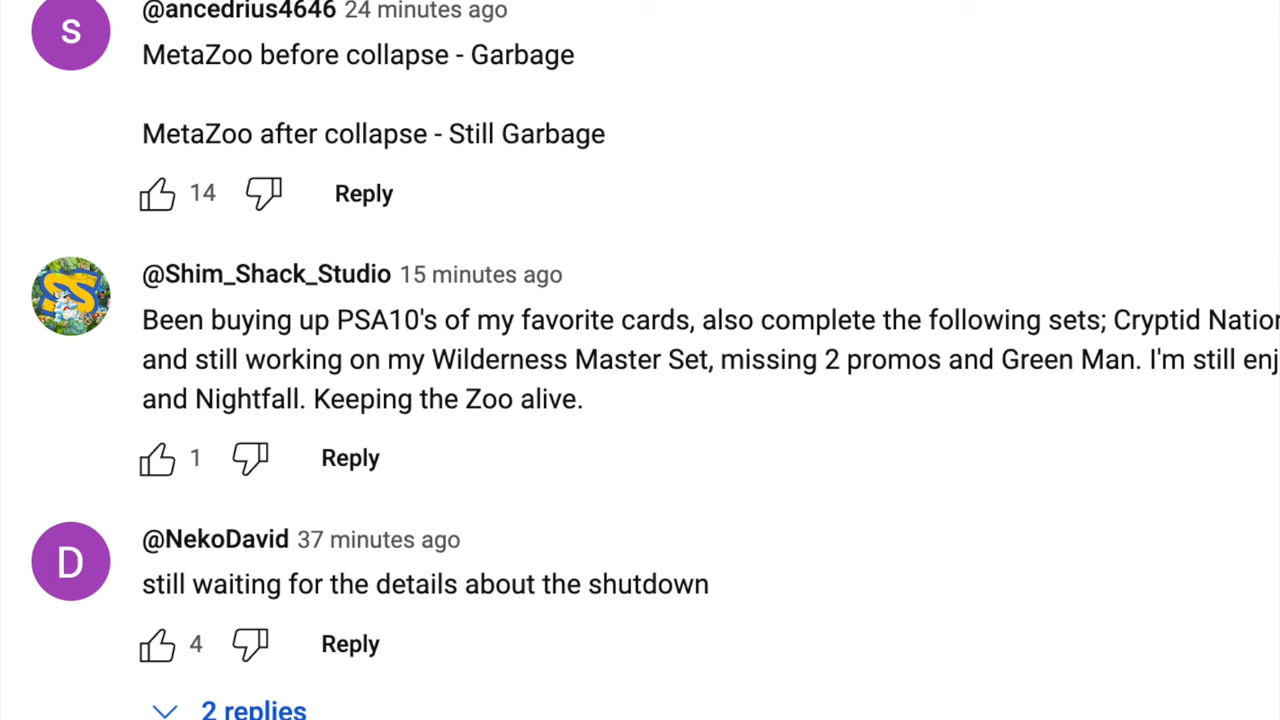 S
@ancedrius4646 24 minutes ago
MetaZoo before collapse - Garbage
MetaZoo after collapse - Still Garbage
14 Reply
@Shim_Shack_Studio 15 minutes ago
Been buying up PSA10's of my favorite cards, also complete the following sets; Cryptid
and still working on my Wilderness Master Set, missing 2 promos and Green Man. I'm still
and Nightfall. Keeping the Zoo alive.
1 Reply
D
@NekoDavid 37 minutes ago
still waiting for the details about the shutdown
4 Reply
2 replies